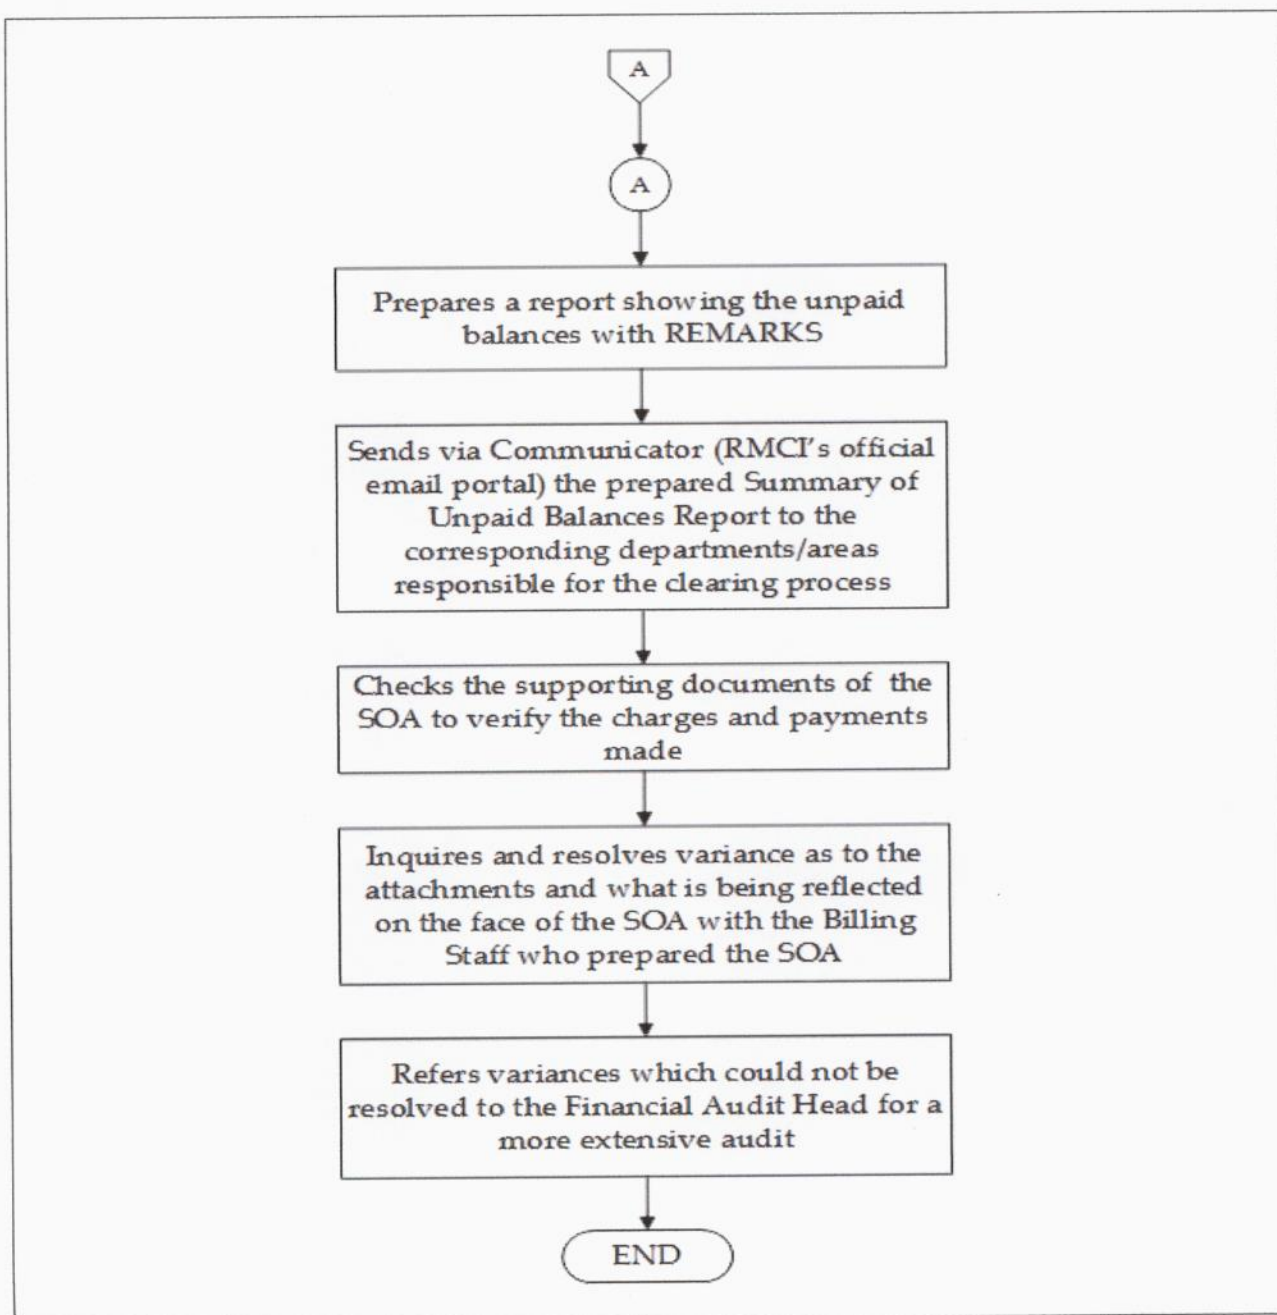 A
A
Prepares a report showing the unpaid
balances with REMARKS
Sends via Communicator (RMCI's official
email portal) the prepared Summary of
Unpaid Balances Report to the
corresponding departments/areas
responsible for the clearing process
Checks the supporting documents of the
SOA to verify the charges and payments
made
Inquires and resolves variance as to the
attachments and what is being reflected
on the face of the SOA with the Billing
Staff who prepared the SOA
Refers variances which could not be
resolved to the Financial Audit Head for a
more extensive audit
END